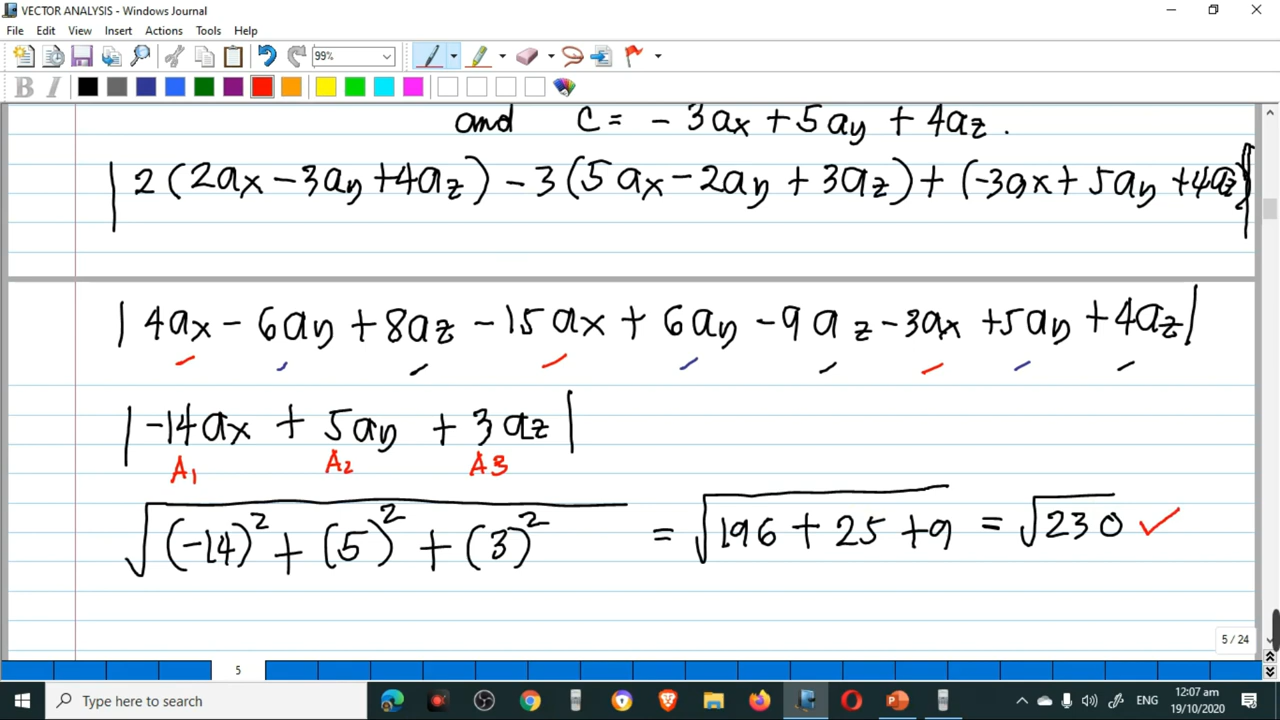 VECTOR ANALYSIS - Windows Journal
File Edit View Insert Actions Tools Help
99%
B I
and C = - 3ax + 5ay + 4az .
| 2 (2ax - 3ay + 4az) - 3 (5ax - 2ay + 3az) + (-3ax + 5ay + 4az) |
| 4ax - 6ay + 8az - 15ax + 6ay - 9az - 3ax + 5ay + 4az |
| -14ax + 5ay + 3az |
A1 A2 A3
√(-14)² + (5)² + (3)² = √196 + 25 + 9 = √230 ✓
5 / 24
5
Type here to search
ENG
12:07 am
19/10/2020